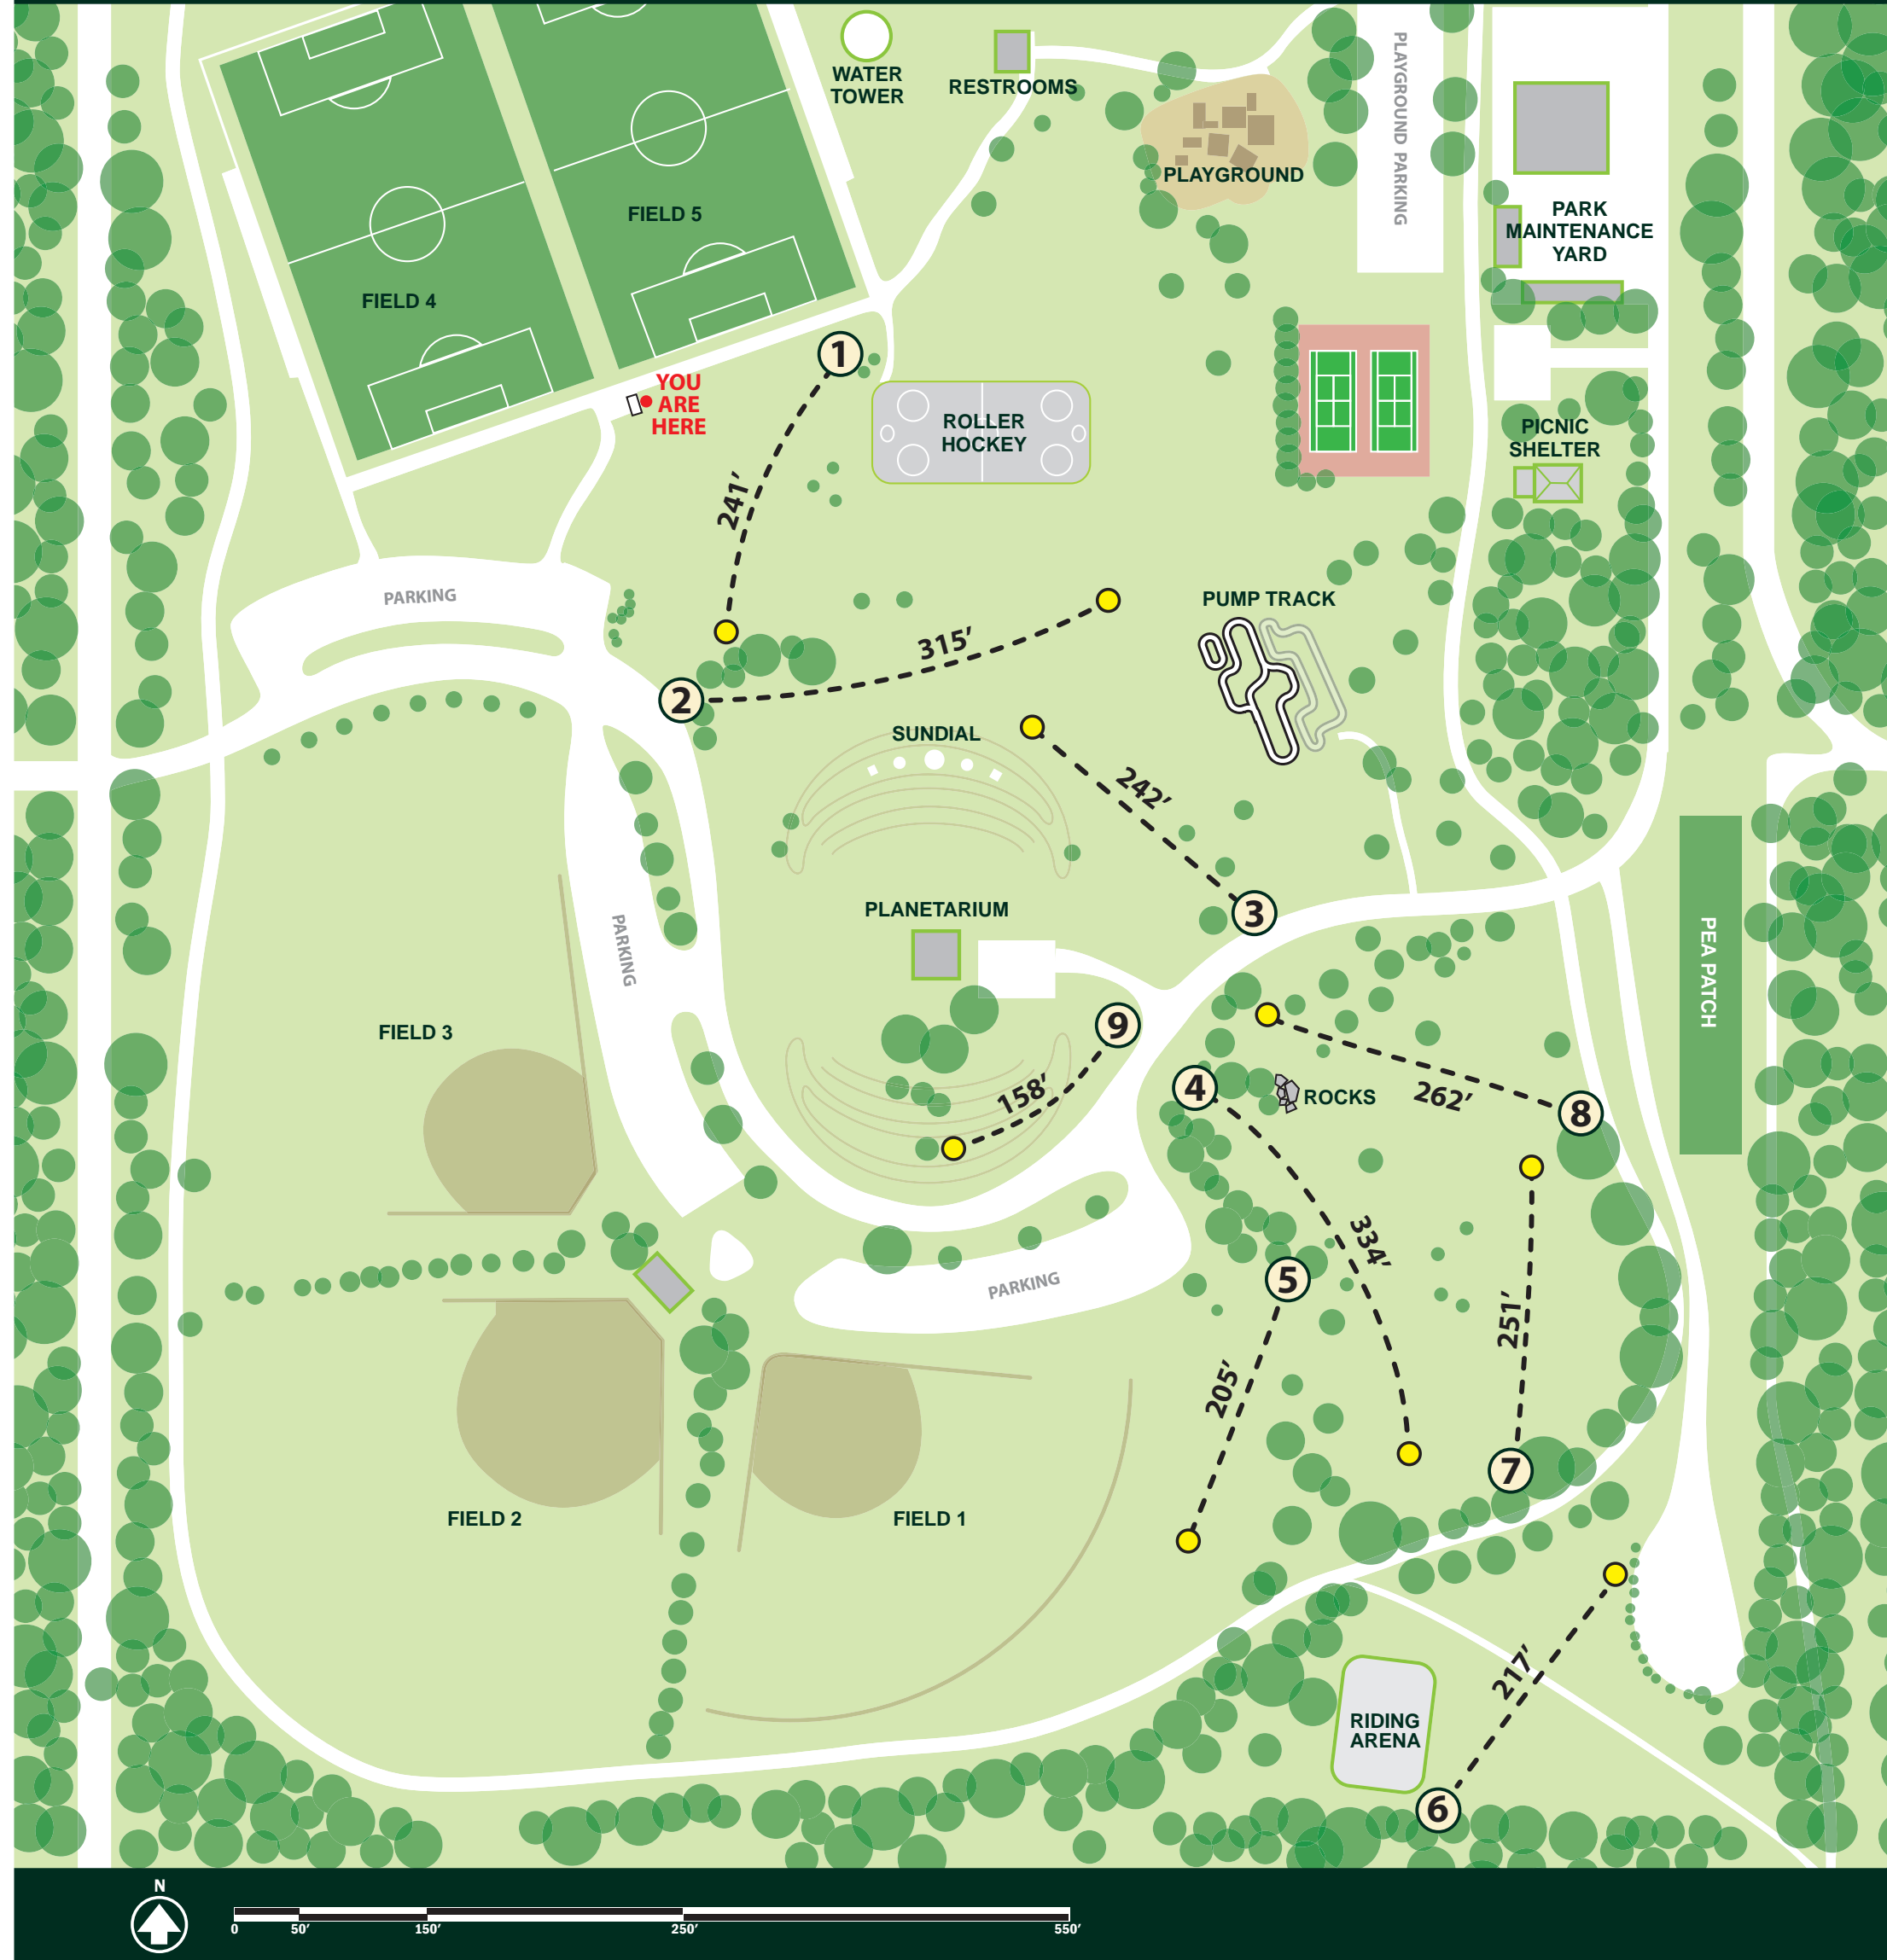 WATER
TOWER
RESTROOMS
PLAYGROUND
PLAYGROUND PARKING
PARK
MAINTENANCE
YARD
FIELD 5
FIELD 4
1
YOU
ARE
HERE
ROLLER
HOCKEY
PICNIC
SHELTER
241’
PARKING
PUMP TRACK
315’
2
SUNDIAL
242’
PLANETARIUM
3
PARKING
PEA PATCH
FIELD 3
9
4
158’
ROCKS
262’
8
334’
5
PARKING
251’
205’
7
FIELD 2
FIELD 1
217’
RIDING
ARENA
6
N
0
50’
150’
250’
550’